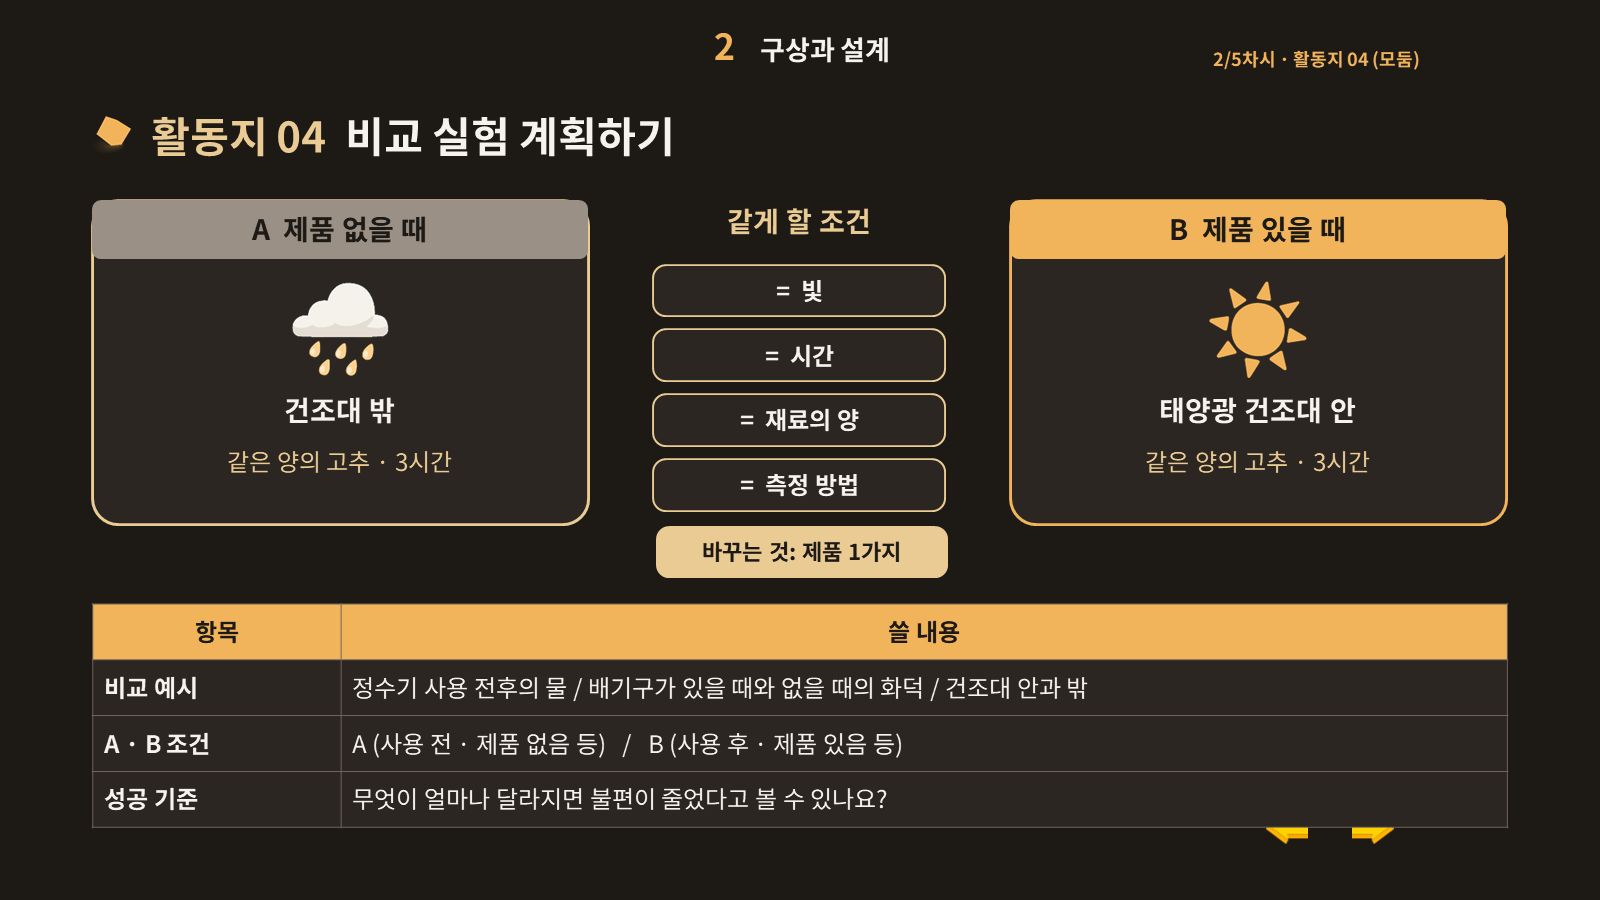 2 구상과 설계
2/5차시 · 활동지 04 (모둠)
활동지 04 비교 실험 계획하기
A 제품 없을 때
건조대 밖
같은 양의 고추 · 3시간
같게 할 조건
= 빛
= 시간
= 재료의 양
= 측정 방법
바꾸는 것: 제품 1가지
B 제품 있을 때
태양광 건조대 안
같은 양의 고추 · 3시간
항목 쓸 내용
비교 예시 정수기 사용 전후의 물 / 배기구가 있을 때와 없을 때의 화덕 / 건조대 안과 밖
A · B 조건 A (사용 전 · 제품 없음 등) / B (사용 후 · 제품 있음 등)
성공 기준 무엇이 얼마나 달라지면 불편이 줄었다고 볼 수 있나요?